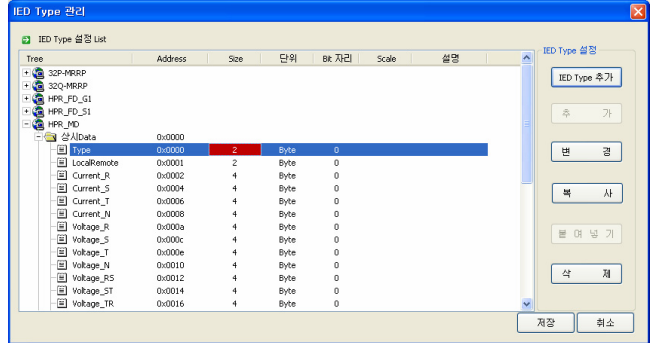 IED Type 관리
IED Type 설정 List
Tree Address Size 단위 Bit 자리 Scale 설명
32P-MRRP
32Q-MRRP
HPR_FD_G1
HPR_FD_S1
HPR_MD
상시Data 0x0000
Type 0x0000 2 Byte 0
LocalRemote 0x0001 2 Byte 0
Current_R 0x0002 4 Byte 0
Current_S 0x0004 4 Byte 0
Current_T 0x0006 4 Byte 0
Current_N 0x0008 4 Byte 0
Voltage_R 0x000a 4 Byte 0
Voltage_S 0x000c 4 Byte 0
Voltage_T 0x000e 4 Byte 0
Voltage_N 0x0010 4 Byte 0
Voltage_RS 0x0012 4 Byte 0
Voltage_ST 0x0014 4 Byte 0
Voltage_TR 0x0016 4 Byte 0
IED Type 설정
IED Type 추가
추 가
변 경
복 사
붙 여 넣 기
삭 제
저장 취소